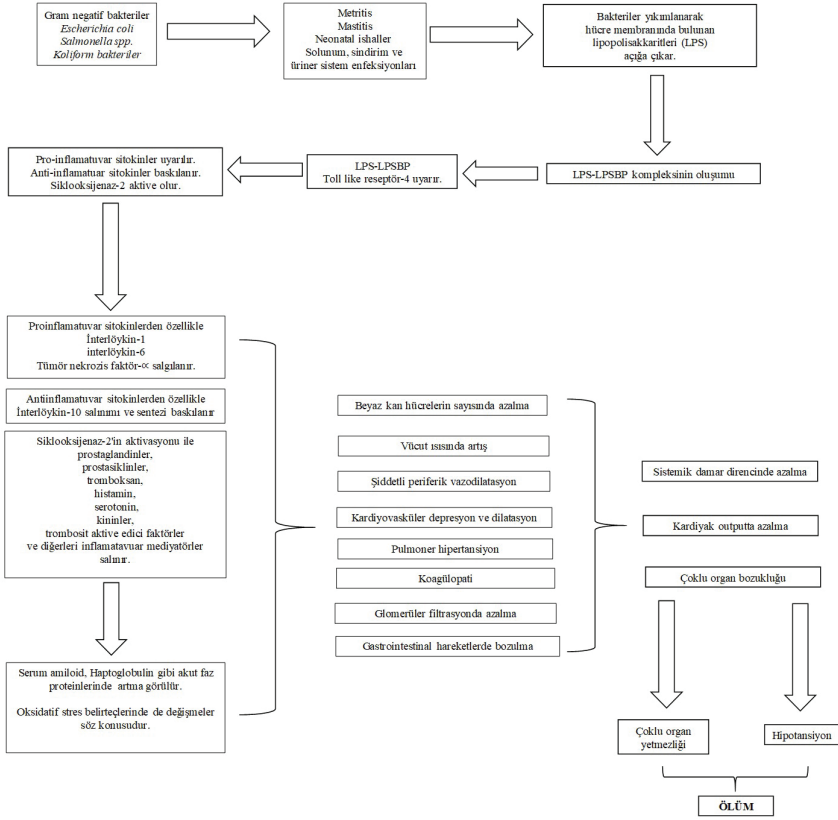 Gram negatif bakteriler
Escherichia coli
Salmonella spp.
Koliform bakteriler
Metritis
Mastitis
Neonatal ishaller
Solunum, sindirim ve
üriner sistem enfeksiyonları
Bakteriler yıkımlanarak
hücre membranında bulunan
lipopolisakkaritleri (LPS)
açığa çıkar.
LPS-LPSBP kompleksinin oluşumu
LPS-LPSBP
Toll like reseptör-4 uyarır.
Pro-inflamatuvar sitokinler uyarılır.
Anti-inflamatuar sitokinler baskılanır.
Siklooksijenaz-2 aktive olur.
Proinflamatuvar sitokinlerden özellikle
İnterlöykin-1
interlöykin-6
Tümör nekrozis faktör-∝ salgılanır.
Antiinflamatuvar sitokinlerden özellikle
İnterlöykin-10 salınımı ve sentezi baskılanır
Siklooksijenaz-2'in aktivasyonu ile
prostaglandinler,
prostasiklinler,
tromboksan,
histamin,
serotonin,
kininler,
trombosit aktive edici faktörler
ve diğerleri inflamatavuar mediyatörler
salınır.
Serum amiloid, Haptoglobulin gibi akut faz
proteinlerinde artma görülür.
Oksidatif stres belirteçlerinde de değişmeler
söz konusudur.
Beyaz kan hücrelerin sayısında azalma
Vücut ısısında artış
Şiddetli periferik vazodilatasyon
Kardiyovasküler depresyon ve dilatasyon
Pulmoner hipertansiyon
Koagülopati
Glomerüler filtrasyonda azalma
Gastrointestinal hareketlerde bozulma
Sistemik damar direncinde azalma
Kardiyak outputta azalma
Çoklu organ bozukluğu
Çoklu organ
yetmezliği
Hipotansiyon
ÖLÜM